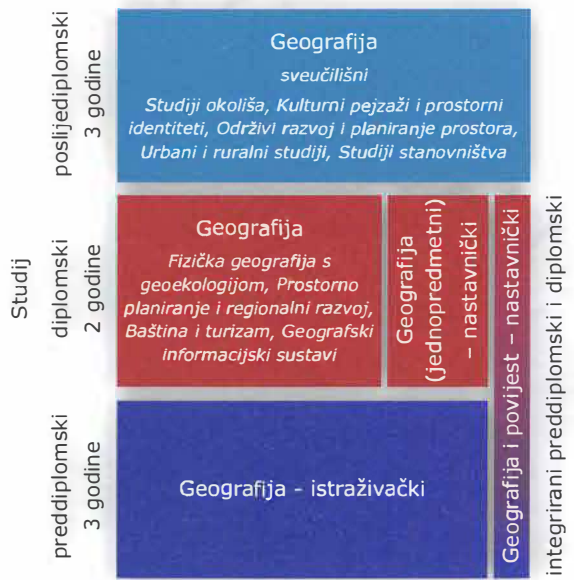 Studij
poslijediplomski
3 godine
Geografija
sveučilišni
Studiji okoliša, Kulturni pejzaži i prostorni
identiteti, Održivi razvoj i planiranje prostora,
Urbani i ruralni studiji, Studiji stanovništva
diplomski
2 godine
Geografija
Fizička geografija s
geoekologijom, Prostorno
planiranje i regionalni razvoj,
Baština i turizam, Geografski
informacijski sustavi
Geografija
(jednopredmetni)
– nastavnički
preddiplomski
3 godine
Geografija - istraživački
Geografija i povijest – nastavnički
integrirani preddiplomski i diplomski